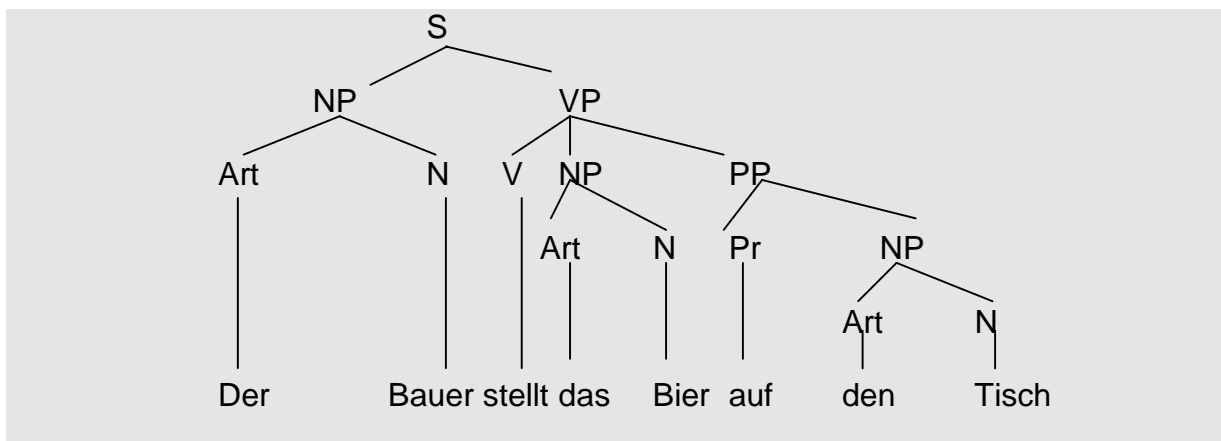 S
NP VP
Art N V NP PP
Art N Pr NP
Art N
Der Bauer stellt das Bier auf den Tisch